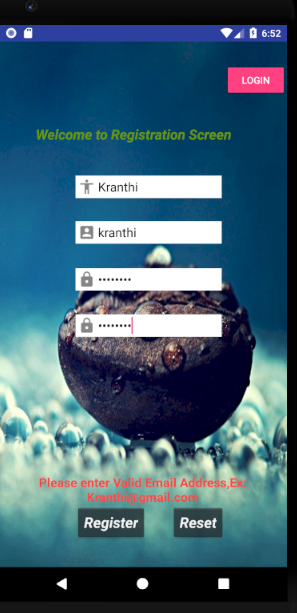 6:52
LOGIN
Welcome to Registration Screen
Kranthi
kranthi
••••••••
••••••••
Please enter Valid Email Address,Ex:
Kranthi@gmail.com
Register Reset